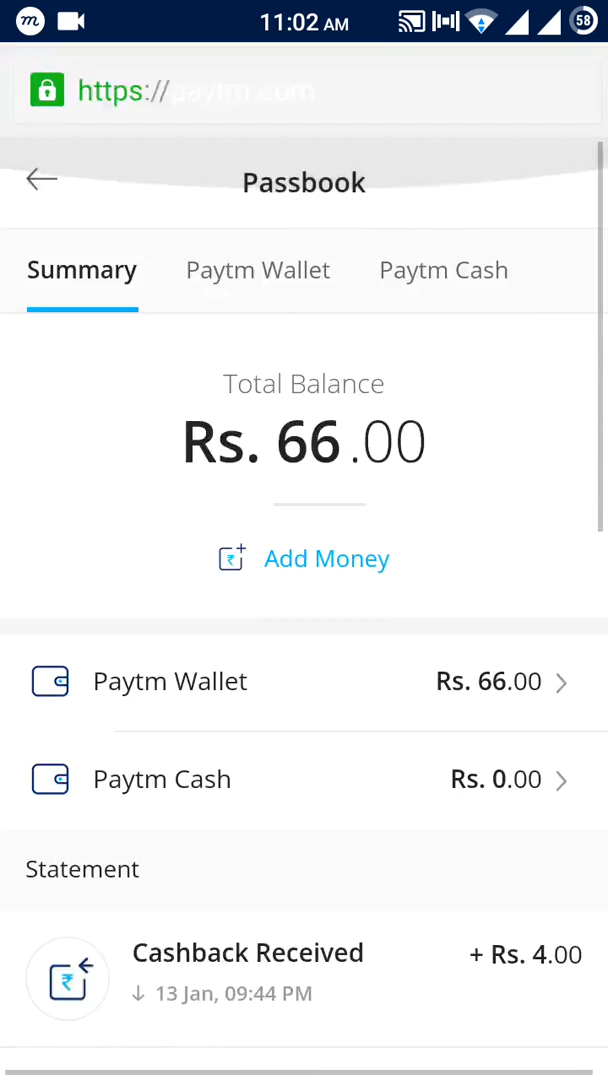 11:02 AM
58
https://paytm.com
Passbook
Summary Paytm Wallet Paytm Cash
Total Balance
Rs. 66.00
Add Money
Paytm Wallet Rs. 66.00
Paytm Cash Rs. 0.00
Statement
Cashback Received + Rs. 4.00
13 Jan, 09:44 PM